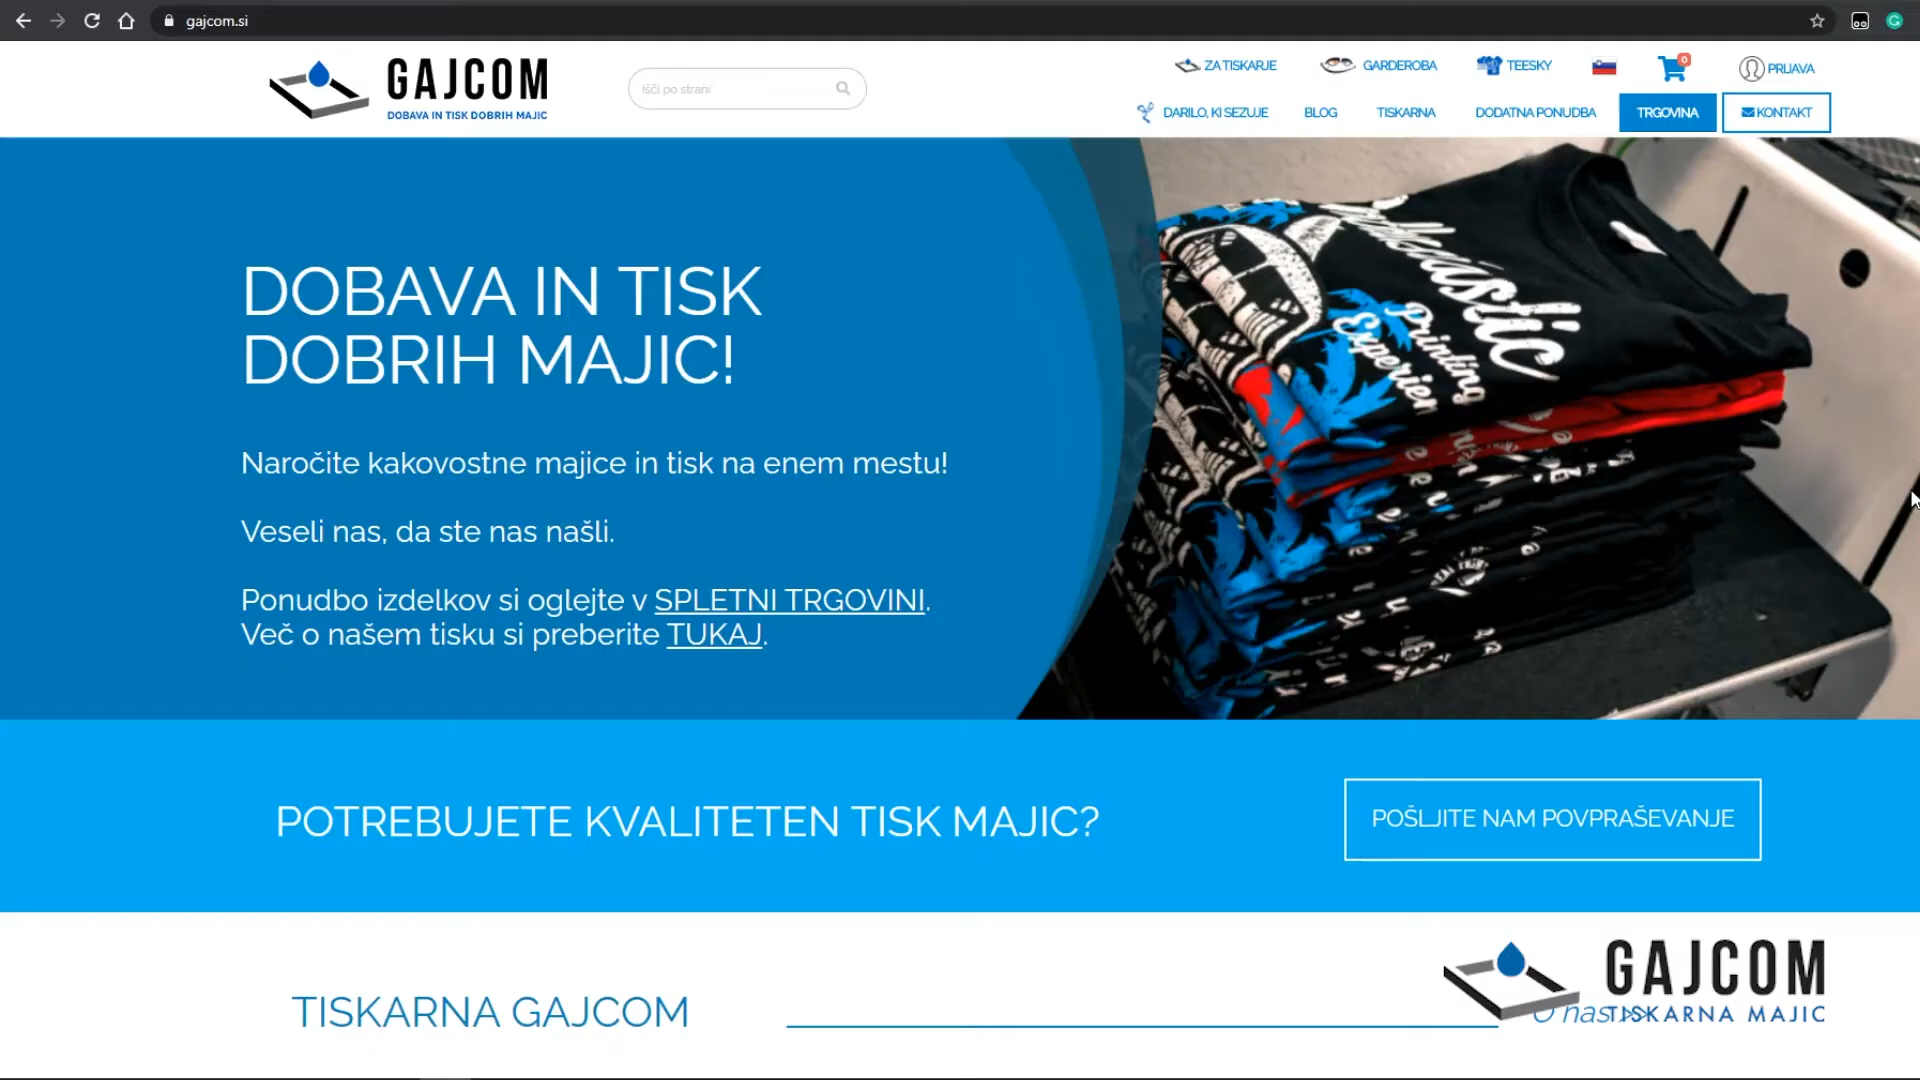 gajcom.si
GAJCOM
DOBAVA IN TISK DOBRIH MAJIC
Išči po strani
ZA TISKARJE
GARDEROBA
TEESKY
0
PRIJAVA
DARILO, KI SEZUJE
BLOG
TISKARNA
DODATNA PONUDBA
TRGOVINA
KONTAKT
DOBAVA IN TISK
DOBRIH MAJIC!
Naročite kakovostne majice in tisk na enem mestu!
Veseli nas, da ste nas našli.
Ponudbo izdelkov si oglejte v SPLETNI TRGOVINI.
Več o našem tisku si preberite TUKAJ.
Printing
POTREBUJETE KVALITETEN TISK MAJIC?
POŠLJITE NAM POVPRAŠEVANJE
TISKARNA GAJCOM
O nas >>
GAJCOM
TISKARNA MAJIC